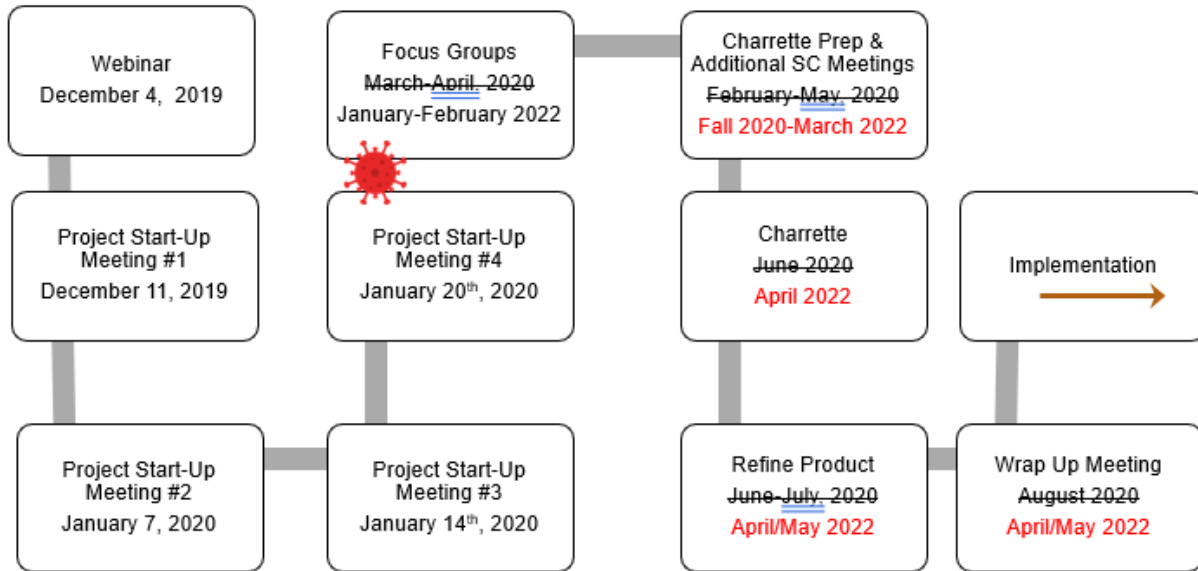 Webinar
December 4,  2019
Project Start-Up
Meeting #1
December 11, 2019
Project Start-Up
Meeting #2
January 7, 2020
Project Start-Up
Meeting #3
January 14th, 2020
Project Start-Up
Meeting #4
January 20th, 2020
Focus Groups
March-April, 2020
January-February 2022
Charrette Prep &
Additional SC Meetings
February-May, 2020
Fall 2020-March 2022
Charrette
June 2020
April 2022
Refine Product
June-July, 2020
April/May 2022
Wrap Up Meeting
August 2020
April/May 2022
Implementation